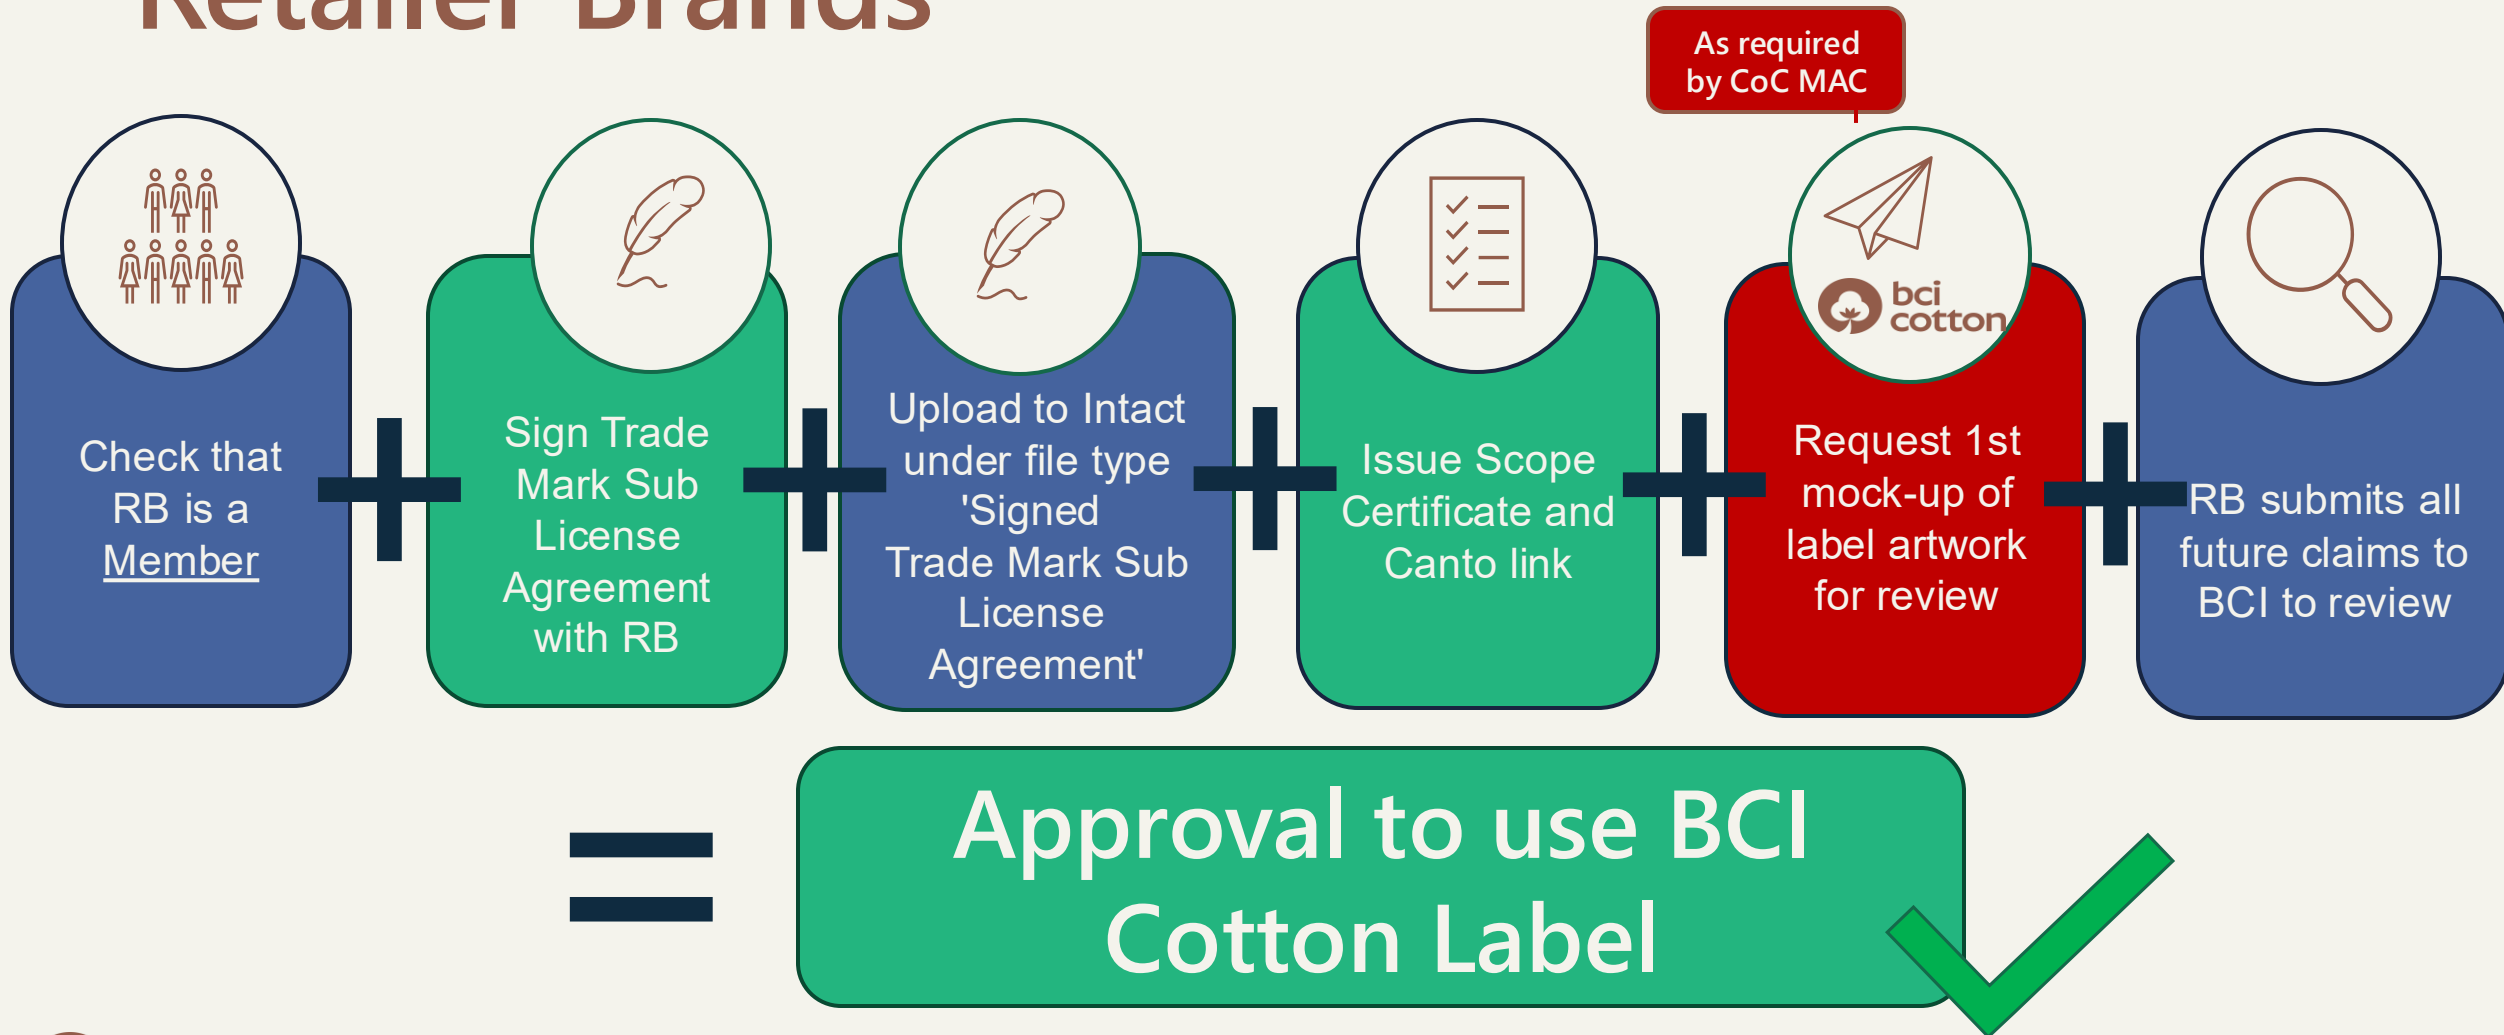 Retailer Brands
As required
by CoC MAC
Check that
RB is a
Member
Sign Trade
Mark Sub
License
Agreement
with RB
Upload to Intact
under file type
'Signed
Trade Mark Sub
License
Agreement'
Issue Scope
Certificate and
Canto link
bci
cotton
Request 1st
mock-up of
label artwork
for review
RB submits all
future claims to
BCI to review
Approval to use BCI
Cotton Label